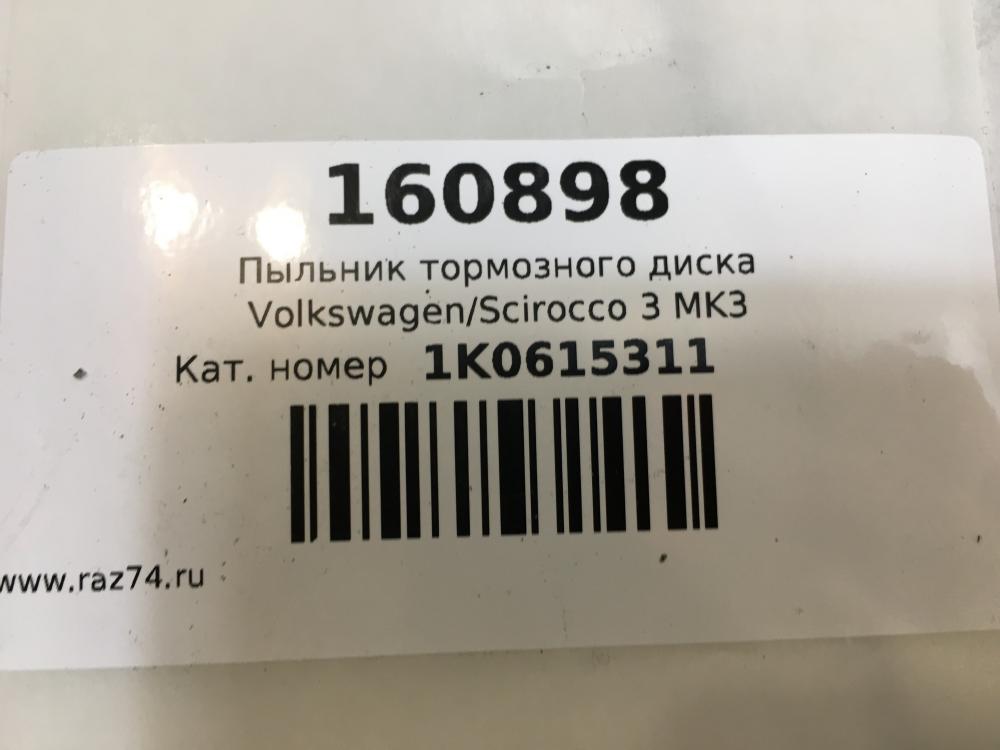 160898
Пыльник тормозного диска
Volkswagen/Scirocco 3 MK3
Кат. номер 1K0615311
www.raz74.ru